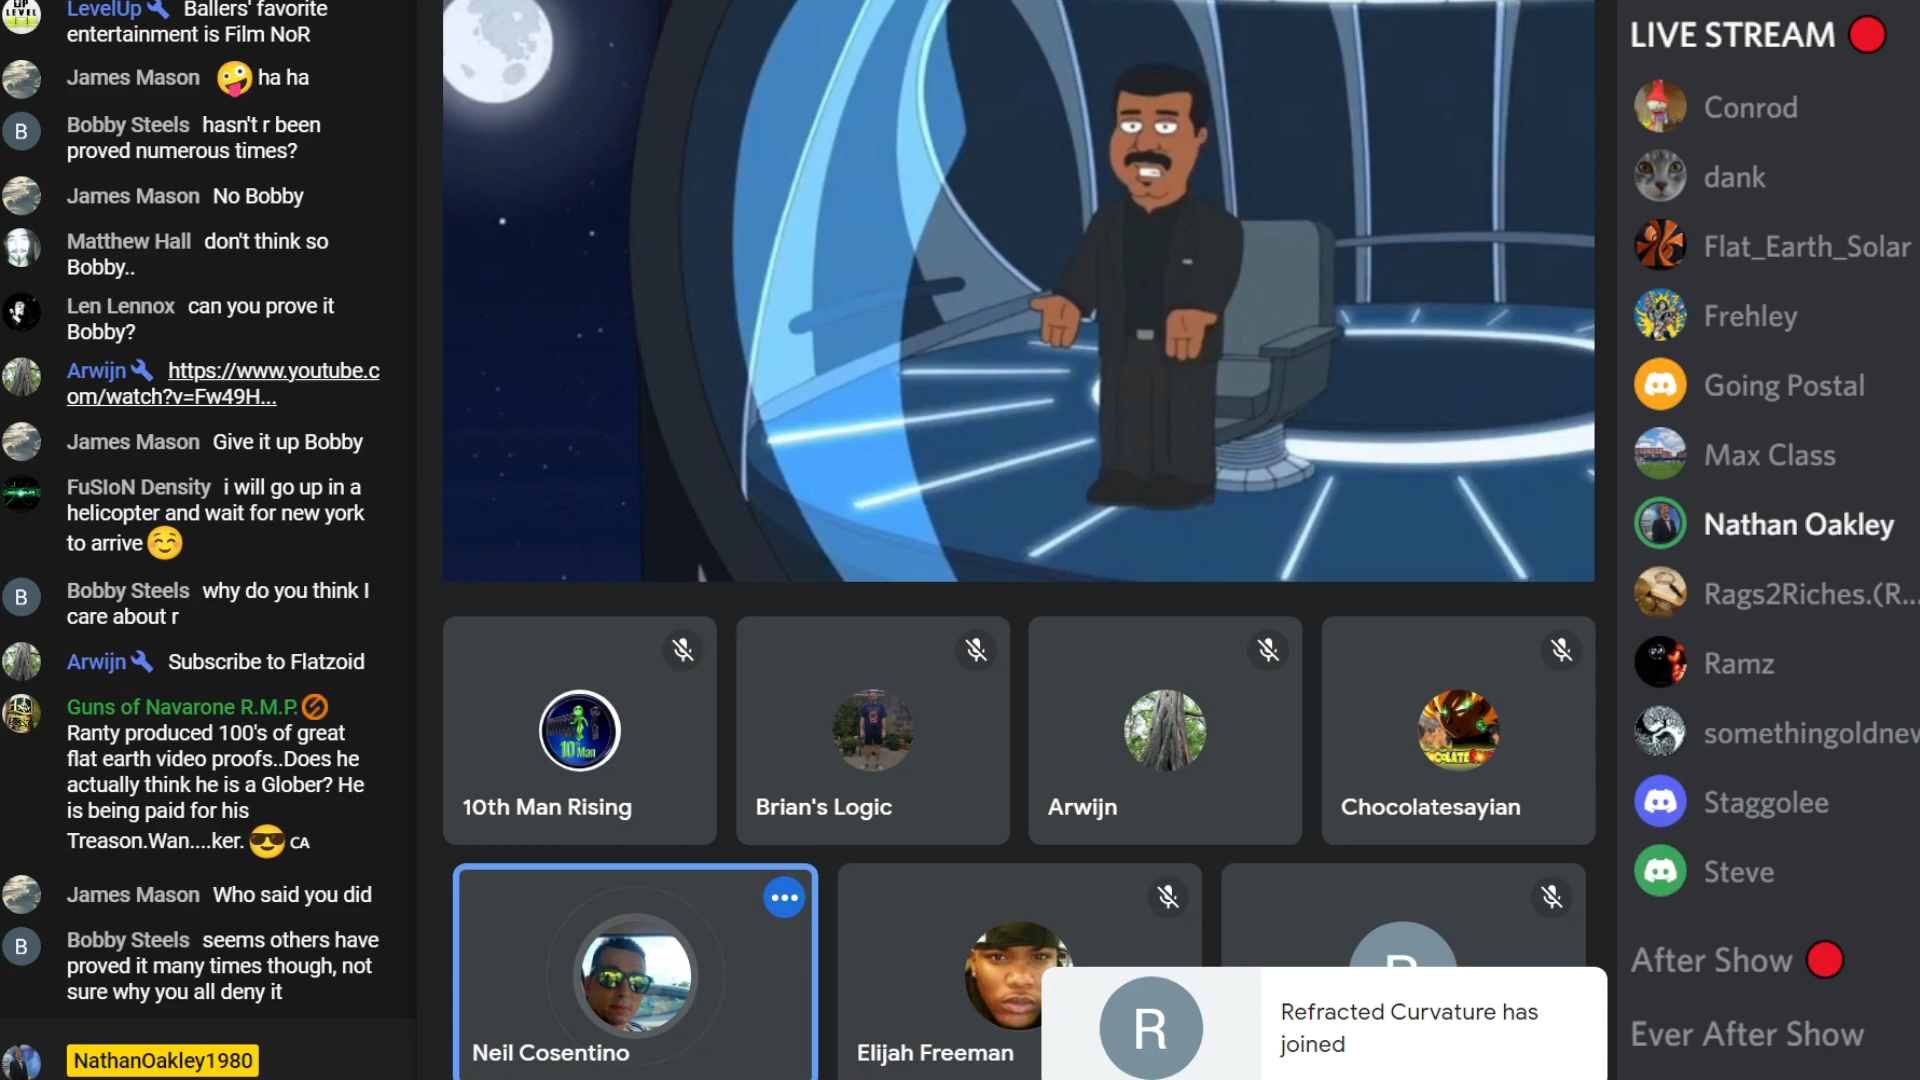 LevelUp Ballers' favorite
entertainment is Film NoR
James Mason ha ha
B
Bobby Steels hasn't r been
proved numerous times?
James Mason No Bobby
Matthew Hall don't think so
Bobby..
Len Lennox can you prove it
Bobby?
Arwijn https://www.youtube.c
om/watch?v=Fw49H...
James Mason Give it up Bobby
FuSIoN Density i will go up in a
helicopter and wait for new york
to arrive
B
Bobby Steels why do you think I
care about r
Arwijn Subscribe to Flatzoid
Guns of Navarone R.M.P.
Ranty produced 100's of great
flat earth video proofs..Does he
actually think he is a Glober? He
is being paid for his
Treason.Wan....ker. CA
James Mason Who said you did
B
Bobby Steels seems others have
proved it many times though, not
sure why you all deny it
NathanOakley1980
10 Man
10th Man Rising
Brian's Logic
Arwijn
Chocolatesayian
Neil Cosentino
Elijah Freeman
R
Refracted Curvature has
joined
LIVE STREAM
Conrod
dank
Flat_Earth_Solar
Frehley
Going Postal
Max Class
Nathan Oakley
Rags2Riches.(R...
Ramz
somethingoldnew
Staggolee
Steve
After Show
Ever After Show